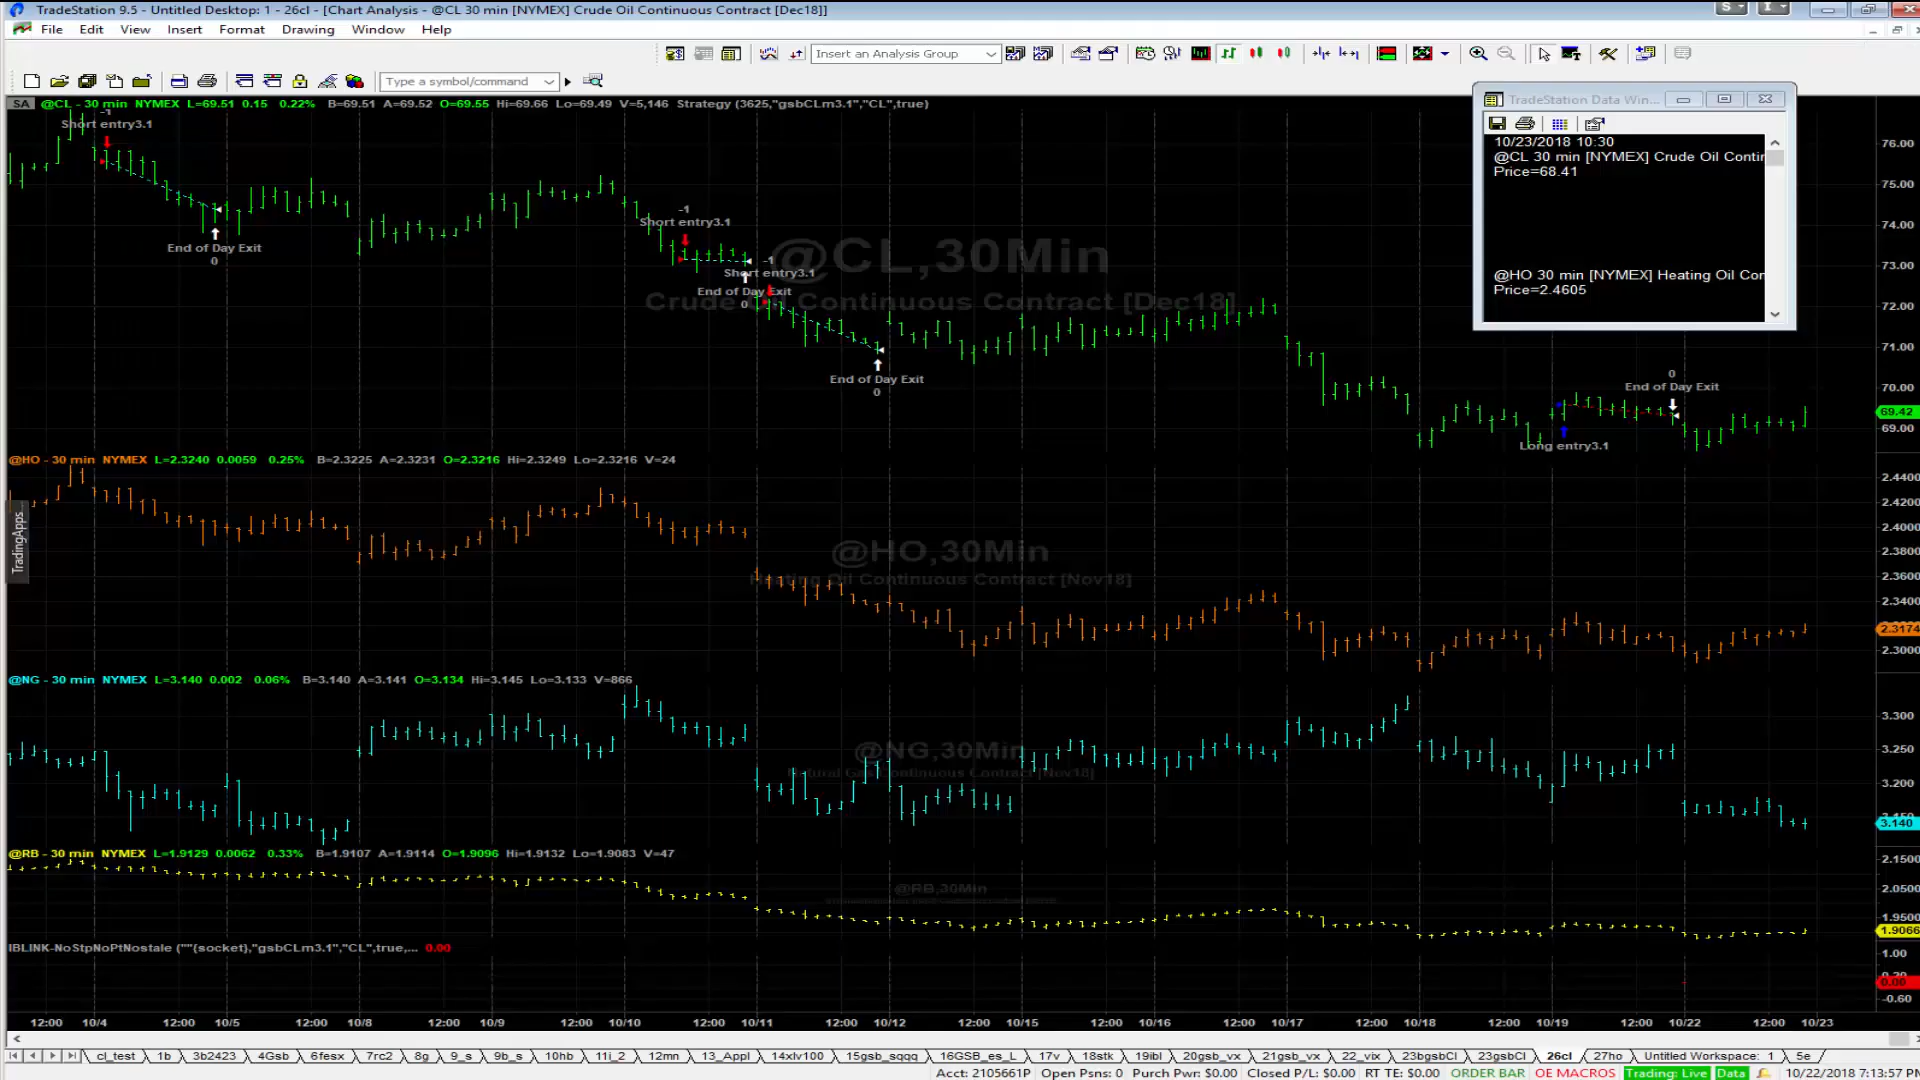 TradeStation 9.5 - Untitled Desktop: 1 - 26cl - [Chart Analysis - @CL 30 min [NYMEX] Crude Oil Continuous Contract [Dec18]]
File Edit View Insert Format Drawing Window Help
Insert an Analysis Group
Type a symbol/command
SA @CL - 30 min NYMEX L=69.51 0.15 0.22% B=69.51 A=69.52 O=69.55 Hi=69.66 Lo=69.49 V=5,146 Strategy (3625,"gsbCLm3.1","CL",true)
-1
Short entry3.1
End of Day Exit
0
-1
Short entry3.1
-1
Short entry3.1
End of Day Exit
0
End of Day Exit
0
@CL,30Min
Crude Oil Continuous Contract [Dec18]
0
End of Day Exit
Long entry3.1
76.00
75.00
74.00
73.00
72.00
71.00
70.00
69.42
69.00
TradeStation Data Win...
10/23/2018 10:30
@CL 30 min [NYMEX] Crude Oil Contin
Price=68.41
@HO 30 min [NYMEX] Heating Oil Con
Price=2.4605
@HO - 30 min NYMEX L=2.3240 0.0059 0.25% B=2.3225 A=2.3231 O=2.3216 Hi=2.3249 Lo=2.3216 V=24
@HO,30Min
Heating Oil Continuous Contract [Nov18]
2.4400
2.4200
2.4000
2.3800
2.3600
2.3400
2.3174
2.3000
TradingApps...
@NG - 30 min NYMEX L=3.140 0.002 0.06% B=3.140 A=3.141 O=3.134 Hi=3.145 Lo=3.133 V=866
@NG,30Min
Natural Gas Continuous Contract [Nov18]
3.300
3.250
3.200
3.140
@RB - 30 min NYMEX L=1.9129 0.0062 0.33% B=1.9107 A=1.9114 O=1.9096 Hi=1.9132 Lo=1.9083 V=47
@RB,30Min
2.1500
2.0500
1.9500
1.9066
IBLINK-NoStpNoPtNostale (""{socket},"gsbCLm3.1","CL",true,... 0.00
1.00
0.00
-0.60
12:00 10/4 12:00 10/5 12:00 10/8 12:00 10/9 12:00 10/10 12:00 10/11 12:00 10/12 12:00 10/15 12:00 10/16 12:00 10/17 12:00 10/18 12:00 10/19 12:00 10/22 12:00 10/23
cl_test 1b 3b2423 4Gsb 6fesx 7rc2 8g 9_s 9b_s 10hb 11i_2 12mn 13_Appl 14xlv100 15gsb_sqqq 16GSB_es_L 17v 18stk 19ibl 20gsb_vx 21gsb_vx 22_vix 23bgsbCl 23gsbCl 26cl 27ho Untitled Workspace: 1 5e
Acct: 2105661P Open Psns: 0 Purch Pwr: $0.00 Closed P/L: $0.00 RT TE: $0.00 ORDER BAR OE MACROS Trading: Live Data 10/22/2018 7:13:57 PM